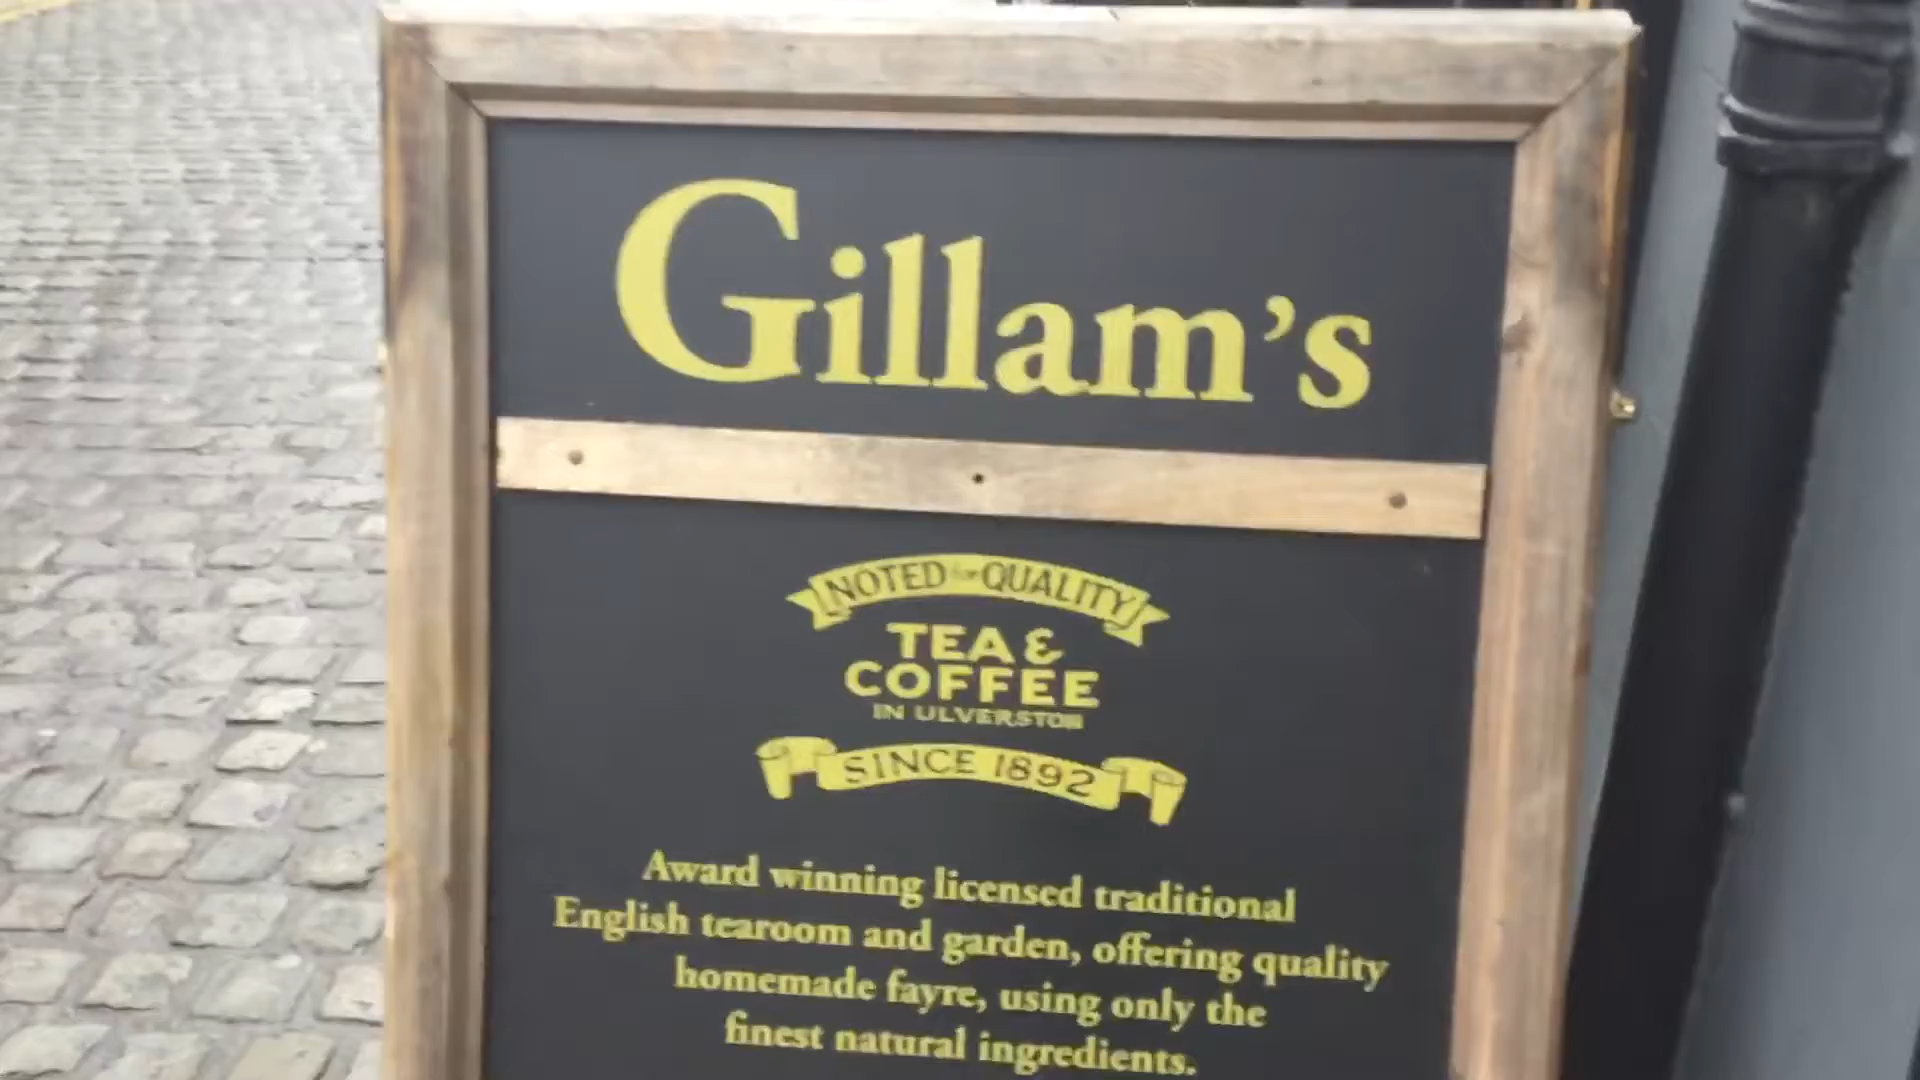 Gillam's
NOTED for QUALITY
TEA &
COFFEE
IN ULVERSTON
SINCE 1892
Award winning licensed traditional
English tearoom and garden, offering quality
homemade fayre, using only the
finest natural ingredients.